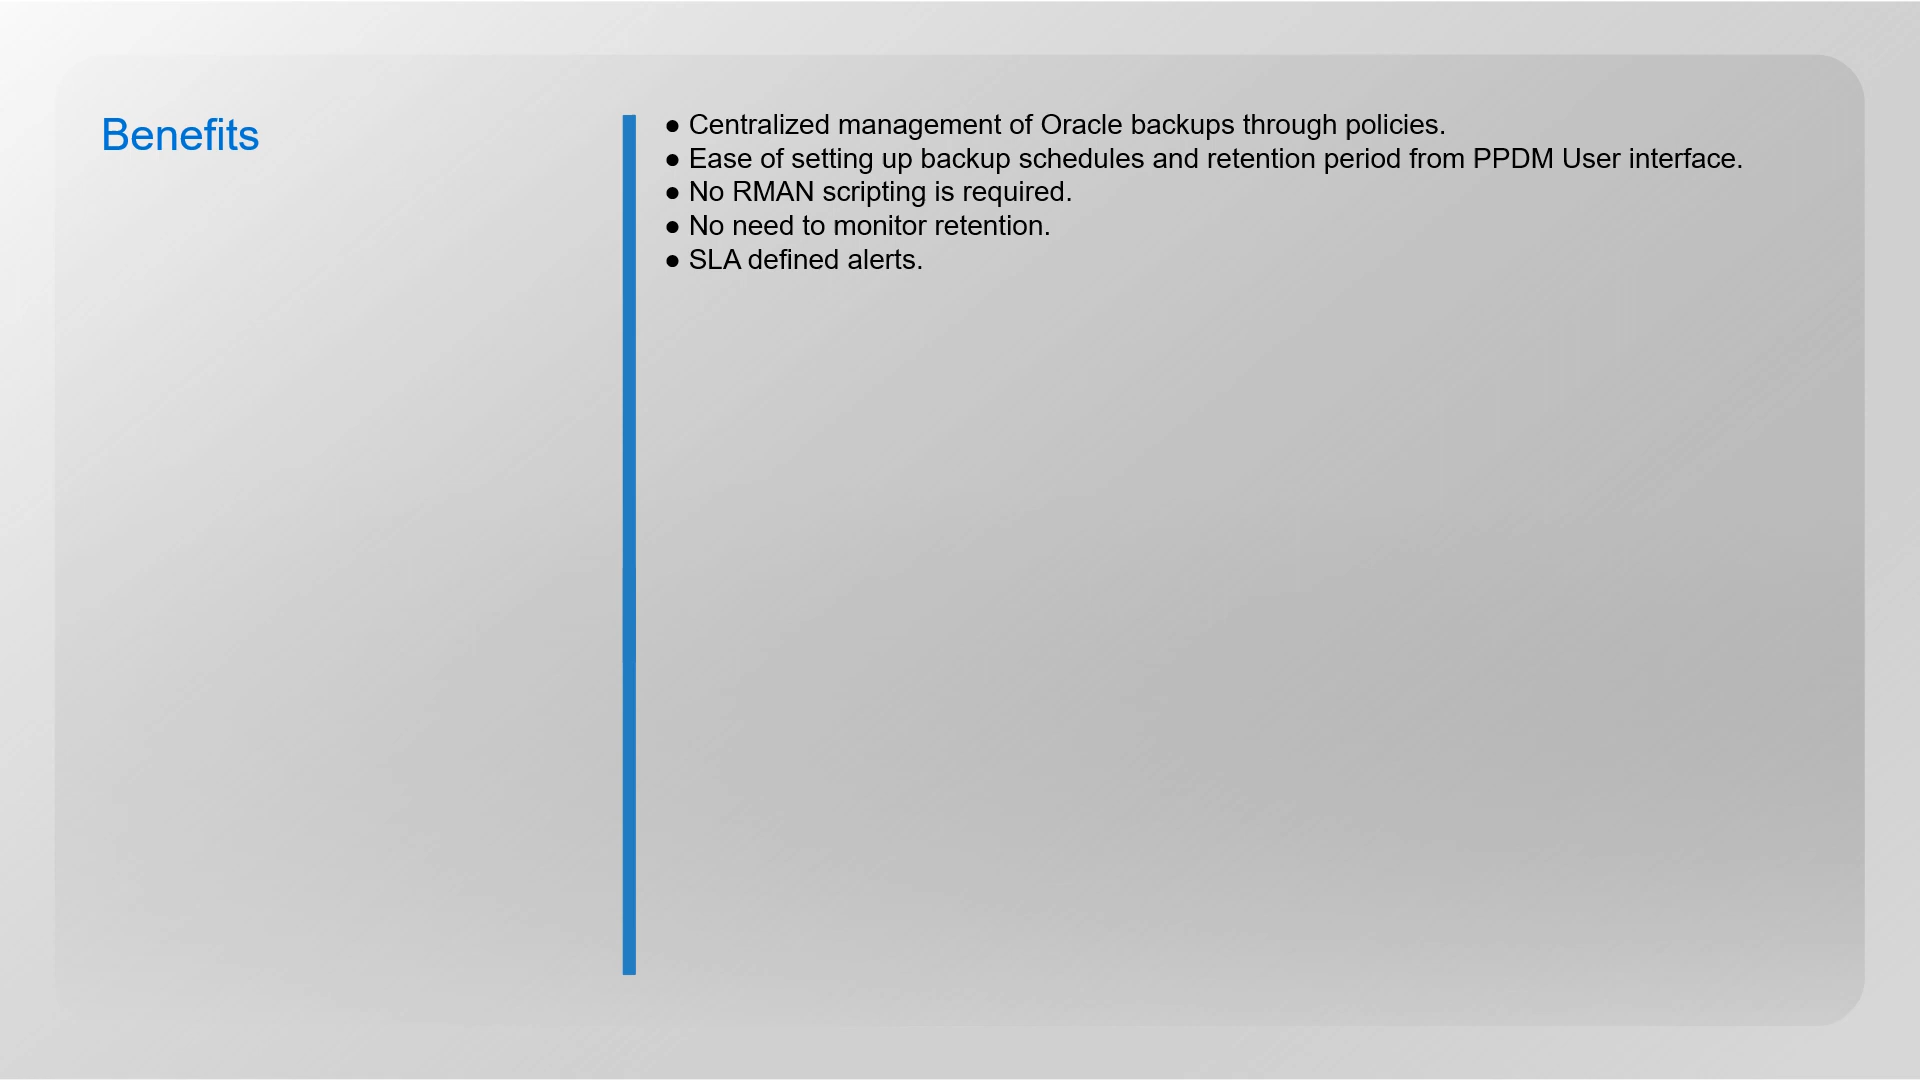 Benefits
● Centralized management of Oracle backups through policies.
● Ease of setting up backup schedules and retention period from PPDM User interface.
● No RMAN scripting is required.
● No need to monitor retention.
● SLA defined alerts.